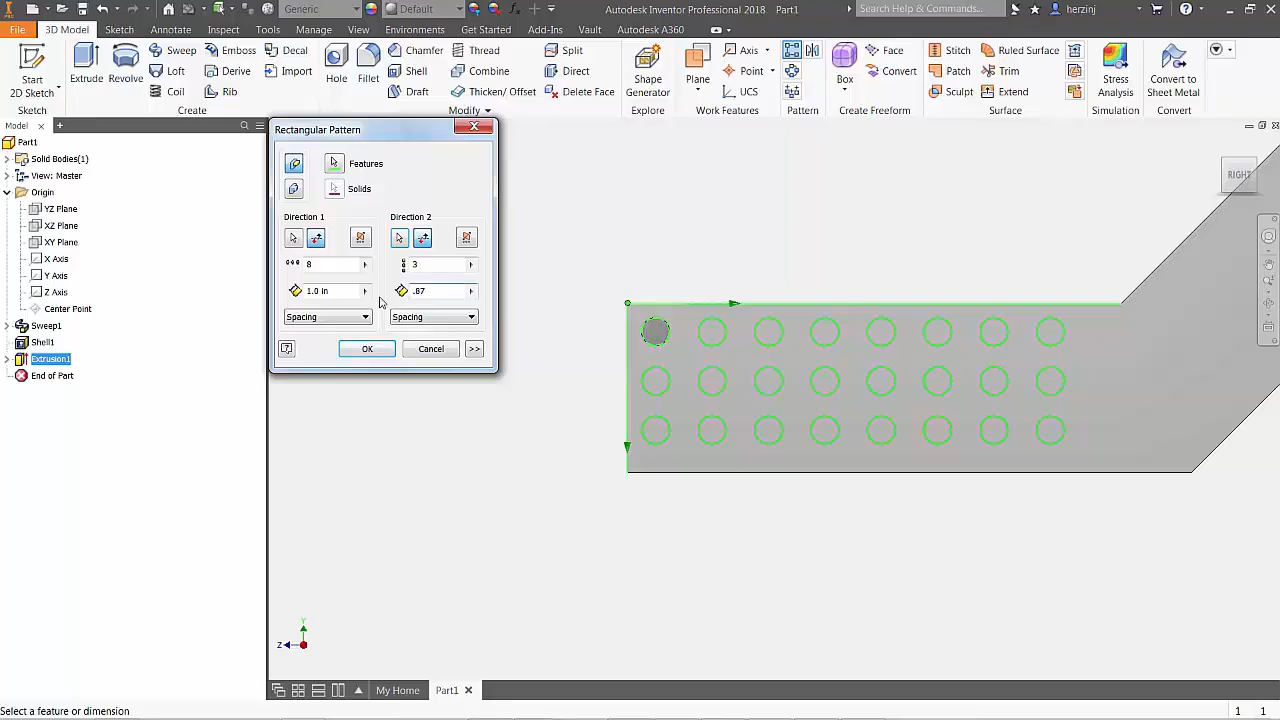 Generic
Default
Autodesk Inventor Professional 2018 Part1
Search Help & Commands...
herzinj
PRO
File 3D Model Sketch Annotate Inspect Tools Manage View Environments Get Started Add-Ins Vault Autodesk A360
Start 2D Sketch
Extrude
Revolve
Sweep
Emboss
Decal
Loft
Derive
Import
Coil
Rib
Hole
Fillet
Chamfer
Thread
Split
Shell
Combine
Direct
Draft
Thicken/ Offset
Delete Face
Shape Generator
Plane
Axis
Point
UCS
Box
Face
Convert
Stitch
Ruled Surface
Patch
Trim
Sculpt
Extend
Stress Analysis
Convert to Sheet Metal
Sketch
Create
Modify
Explore
Work Features
Pattern
Create Freeform
Surface
Simulation
Convert
Model
Part1
Solid Bodies(1)
View: Master
Origin
YZ Plane
XZ Plane
XY Plane
X Axis
Y Axis
Z Axis
Center Point
Sweep1
Shell1
Extrusion1
End of Part
Rectangular Pattern
Features
Solids
Direction 1
Direction 2
8
3
1.0 in
.87
Spacing
Spacing
OK
Cancel
>>
RIGHT
Y
Z
My Home
Part1
Select a feature or dimension
1 1